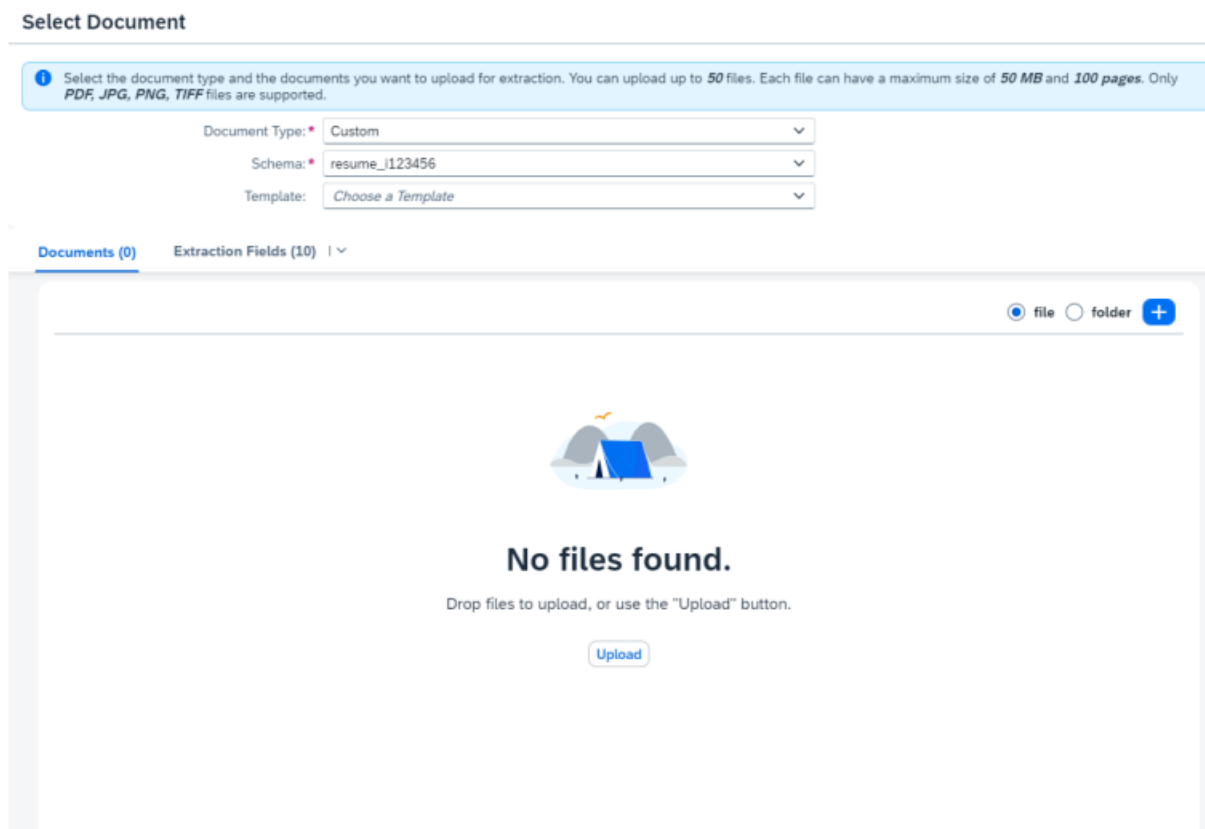 Select Document
Select the document type and the documents you want to upload for extraction. You can upload up to 50 files. Each file can have a maximum size of 50 MB and 100 pages. Only
PDF, JPG, PNG, TIFF files are supported.
Document Type:* Custom
Schema:* resume_i123456
Template: Choose a Template
Documents (0) Extraction Fields (10)
file folder
No files found.
Drop files to upload, or use the "Upload" button.
Upload